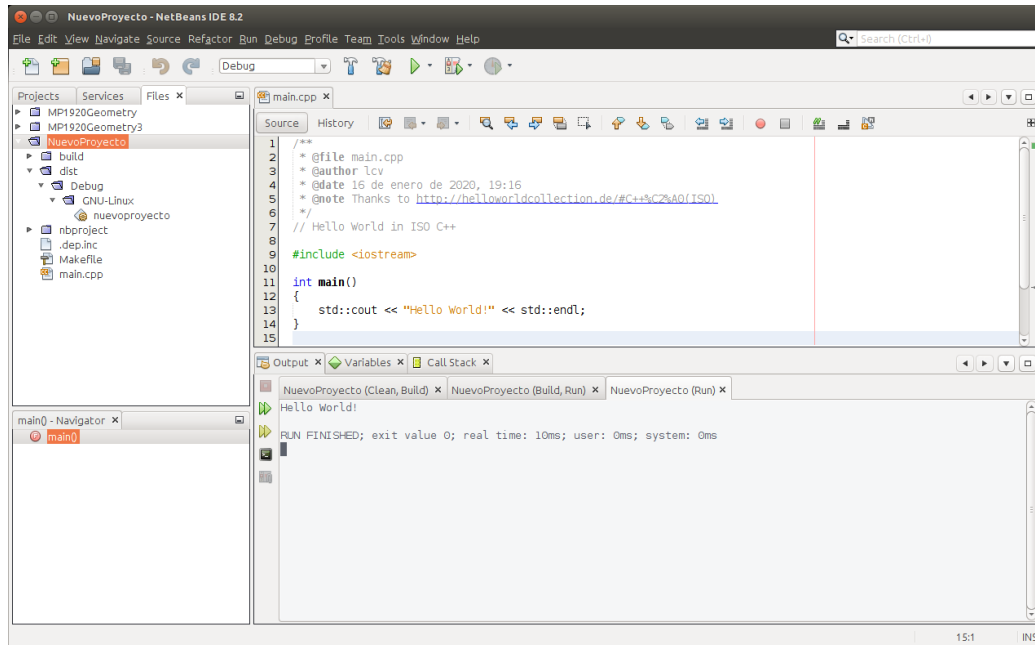 NuevoProyecto - NetBeans IDE 8.2
File Edit View Navigate Source Refactor Run Debug Profile Team Tools Window Help
Search (Ctrl+I)
Debug
Projects Services Files
MP1920Geometry
MP1920Geometry3
NuevoProyecto
build
dist
Debug
GNU-Linux
nuevoproyecto
nbproject
.dep.inc
Makefile
main.cpp
main() - Navigator
main()
main.cpp
Source History
1 /**
2 * @file main.cpp
3 * @author lcv
4 * @date 16 de enero de 2020, 19:16
5 * @note Thanks to http://helloworldcollection.de/#C++%C2%A0(ISO)
6 */
7 // Hello World in ISO C++
8
9 #include <iostream>
10
11 int main()
12 {
13 std::cout << "Hello World!" << std::endl;
14 }
15
Output Variables Call Stack
NuevoProyecto (Clean, Build) NuevoProyecto (Build, Run) NuevoProyecto (Run)
Hello World!
RUN FINISHED; exit value 0; real time: 10ms; user: 0ms; system: 0ms
15:1 INS